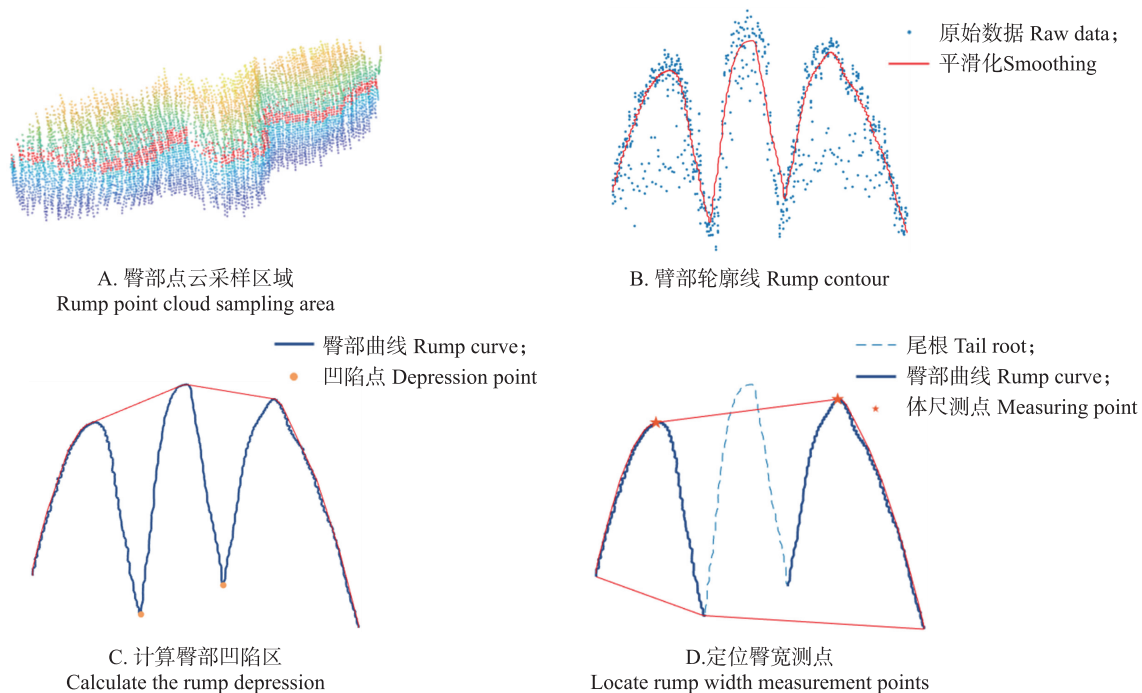 原始数据 Raw data；
平滑化Smoothing
A. 臀部点云采样区域
Rump point cloud sampling area
B. 臂部轮廓线 Rump contour
臀部曲线 Rump curve；
凹陷点 Depression point
尾根 Tail root；
臀部曲线 Rump curve；
体尺测点 Measuring point
C. 计算臀部凹陷区
Calculate the rump depression
D.定位臀宽测点
Locate rump width measurement points